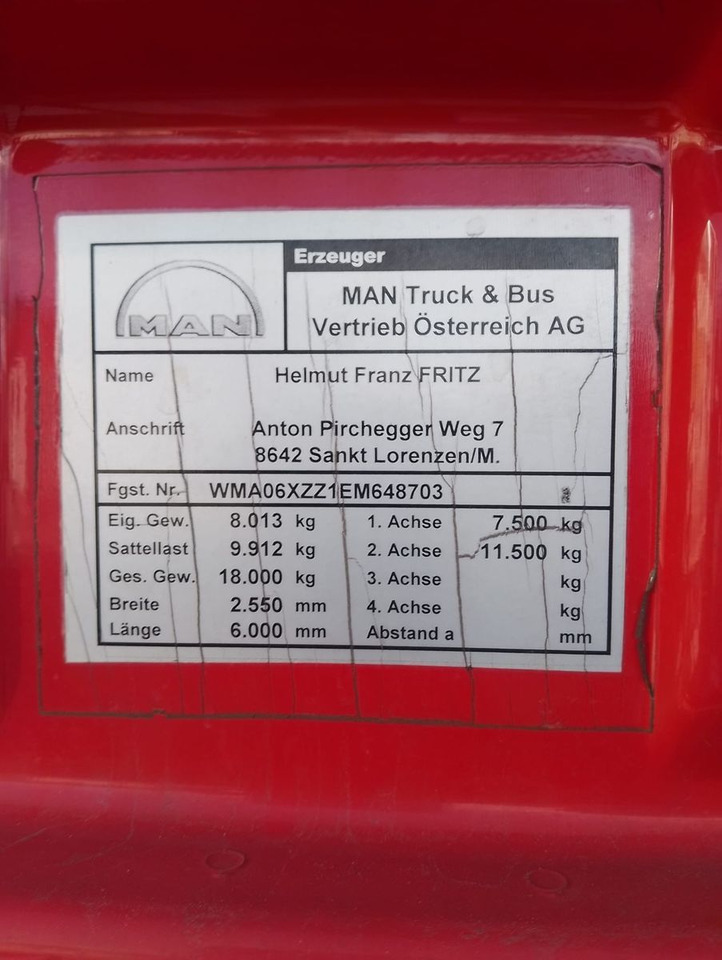 MAN
Erzeuger
MAN Truck & Bus
Vertrieb Österreich AG
Name Helmut Franz FRITZ
Anschrift Anton Pirchegger Weg 7
8642 Sankt Lorenzen/M.
Fgst. Nr. WMA06XZZ1EM648703
Eig. Gew. 8.013 kg 1. Achse 7.500 kg
Sattellast 9.912 kg 2. Achse 11.500 kg
Ges. Gew. 18.000 kg 3. Achse kg
Breite 2.550 mm 4. Achse kg
Länge 6.000 mm Abstand a mm